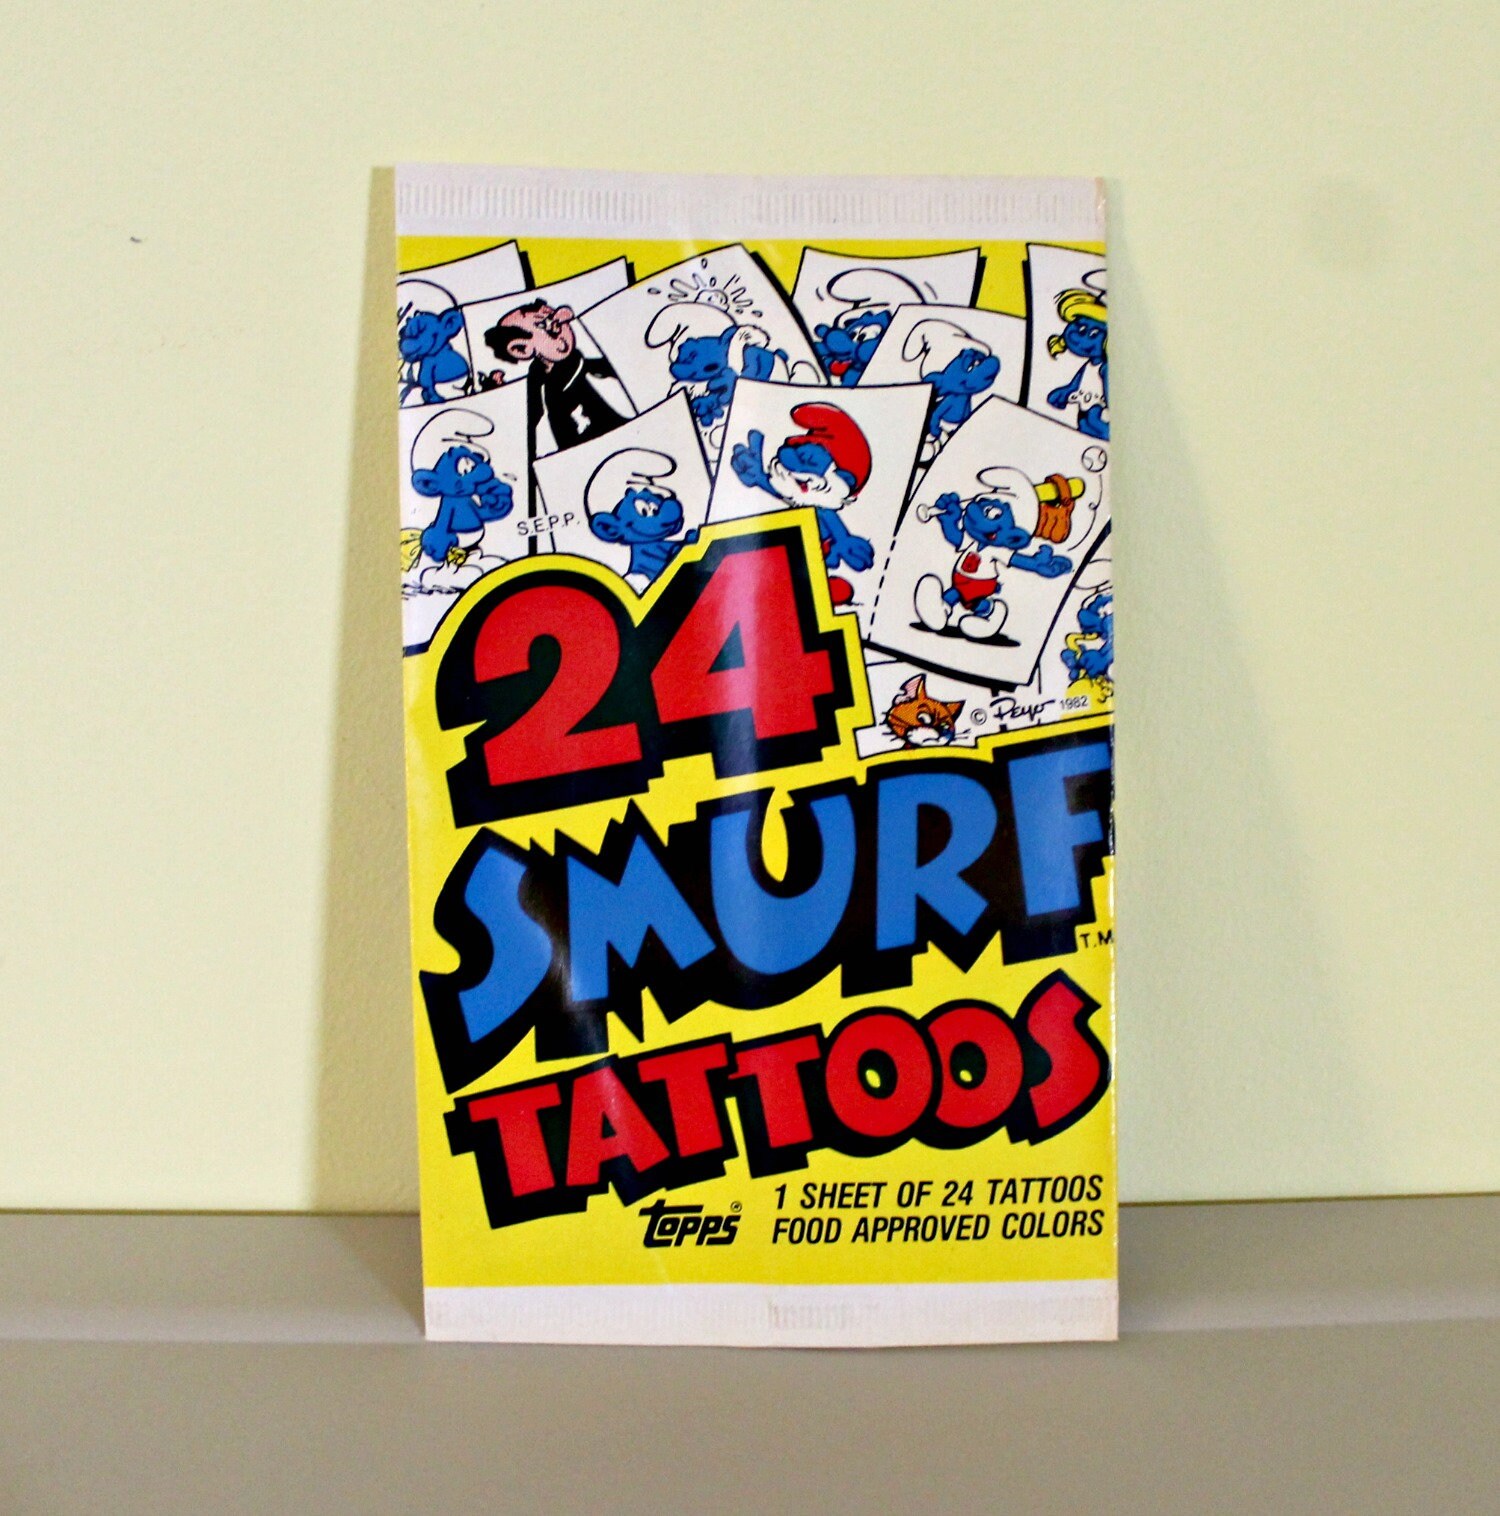 S.E.P.P.
© Peyo 1982
24
SMURF T.M
TATTOOS
topps ®
1 SHEET OF 24 TATTOOS
FOOD APPROVED COLORS